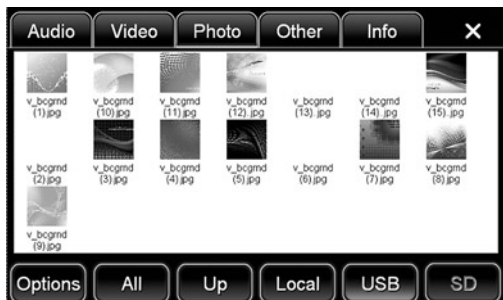 Audio Video Photo Other Info ×
v_bcgrnd v_bcgrnd v_bcgrnd v_bcgrnd v_bcgrnd v_bcgrnd v_bcgrnd
(1).jpg (10).jpg (11).jpg (12).jpg (13).jpg (14).jpg (15).jpg
v_bcgrnd v_bcgrnd v_bcgrnd v_bcgrnd v_bcgrnd v_bcgrnd v_bcgrnd
(2).jpg (3).jpg (4).jpg (5).jpg (6).jpg (7).jpg (8).jpg
v_bcgrnd
(9).jpg
Options All Up Local USB SD